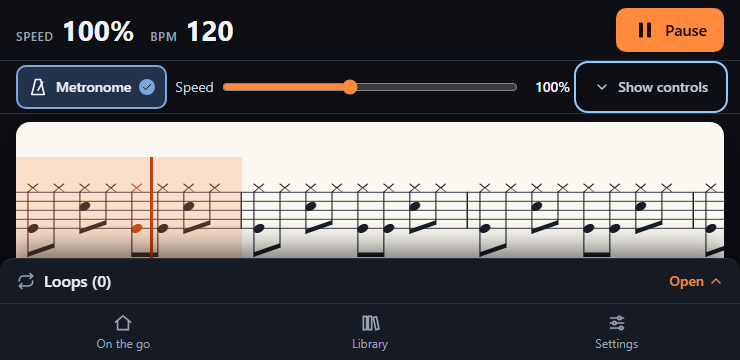 SPEED 100% BPM 120 Pause
Metronome Speed 100% Show controls
Loops (0) Open
On the go Library Settings